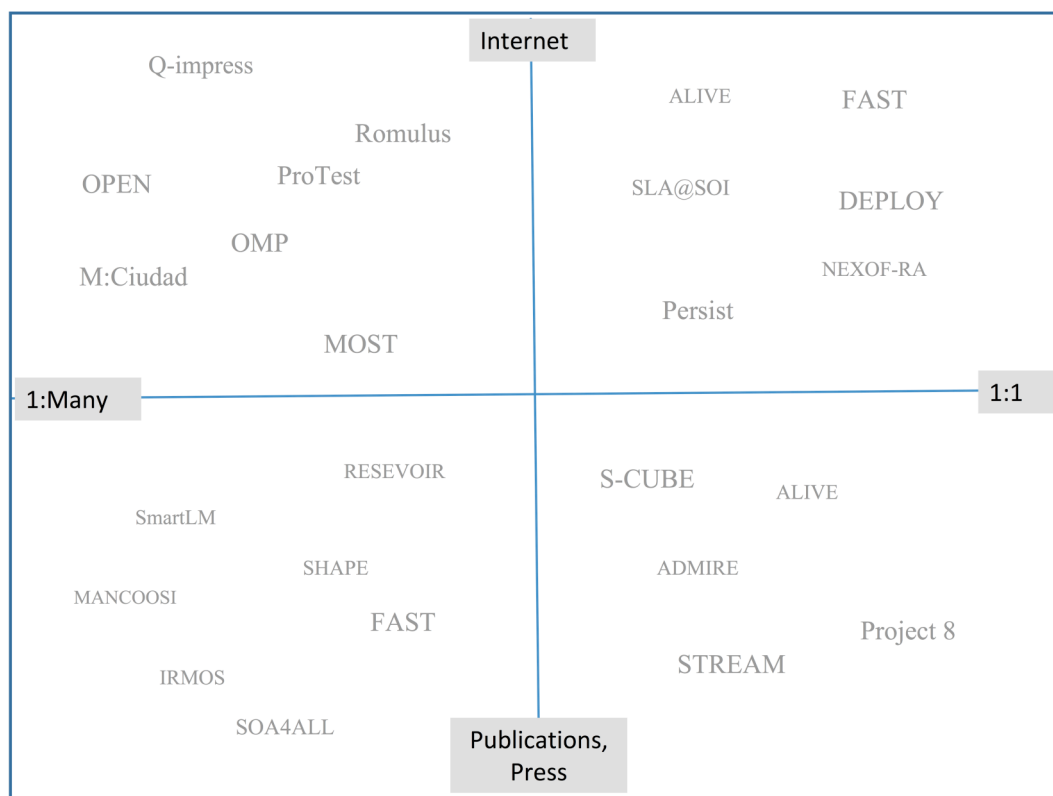 Internet
Q-impress
ALIVE
FAST
Romulus
ProTest
OPEN
SLA@SOI
DEPLOY
OMP
M:Ciudad
NEXOF-RA
Persist
MOST
1:Many
1:1
RESEVOIR
S-CUBE
ALIVE
SmartLM
SHAPE
ADMIRE
MANCOOSI
FAST
Project 8
STREAM
IRMOS
SOA4ALL
Publications,
Press